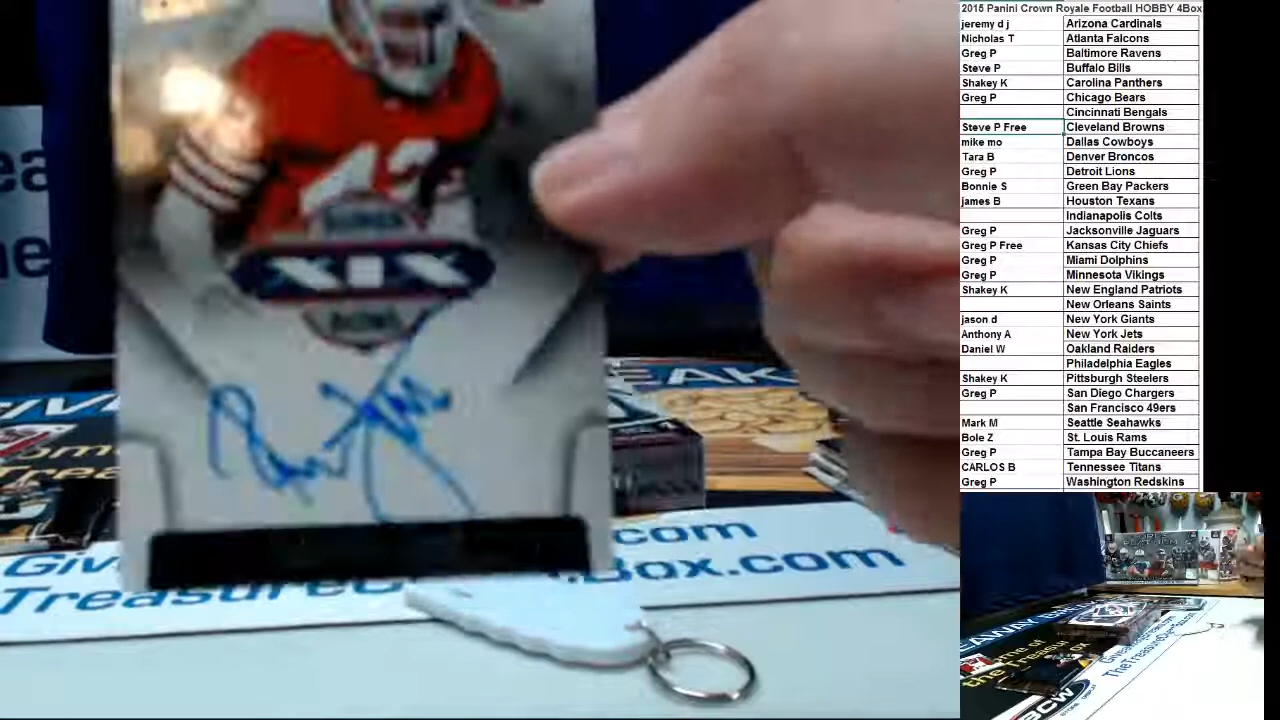 2015 Panini Crown Royale Football HOBBY 4Box
jeremy d j Arizona Cardinals
Nicholas T Atlanta Falcons
Greg P Baltimore Ravens
Steve P Buffalo Bills
Shakey K Carolina Panthers
Greg P Chicago Bears
Cincinnati Bengals
Steve P Free Cleveland Browns
mike mo Dallas Cowboys
Tara B Denver Broncos
Greg P Detroit Lions
Bonnie S Green Bay Packers
james B Houston Texans
Indianapolis Colts
Greg P Jacksonville Jaguars
Greg P Free Kansas City Chiefs
Greg P Miami Dolphins
Greg P Minnesota Vikings
Shakey K New England Patriots
New Orleans Saints
jason d New York Giants
Anthony A New York Jets
Daniel W Oakland Raiders
Philadelphia Eagles
Shakey K Pittsburgh Steelers
Greg P San Diego Chargers
San Francisco 49ers
Mark M Seattle Seahawks
Bole Z St. Louis Rams
Greg P Tampa Bay Buccaneers
CARLOS B Tennessee Titans
Greg P Washington Redskins
XIX
.com
Box.com
Giv
Treasure
BCW